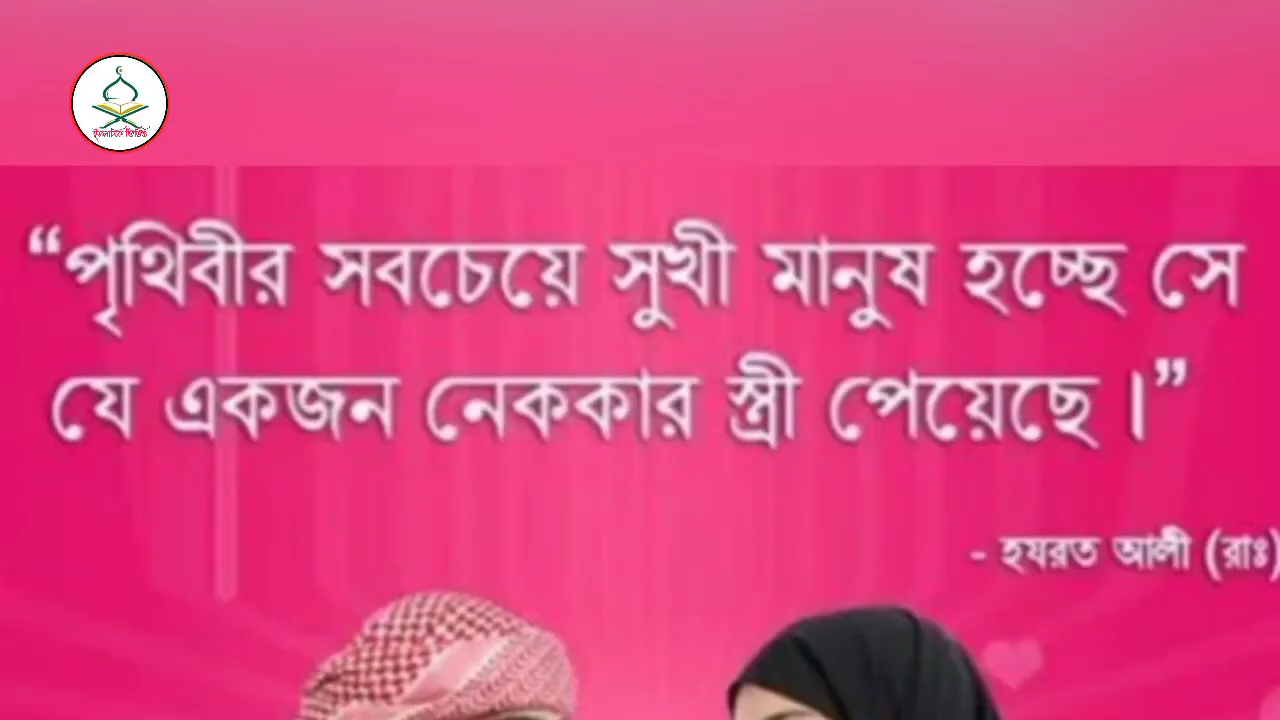 “পৃথিবীর সবচেয়ে সুখী মানুষ হচ্ছে সে
যে একজন নেককার স্ত্রী পেয়েছে।”
- হযরত আলী (রাঃ)